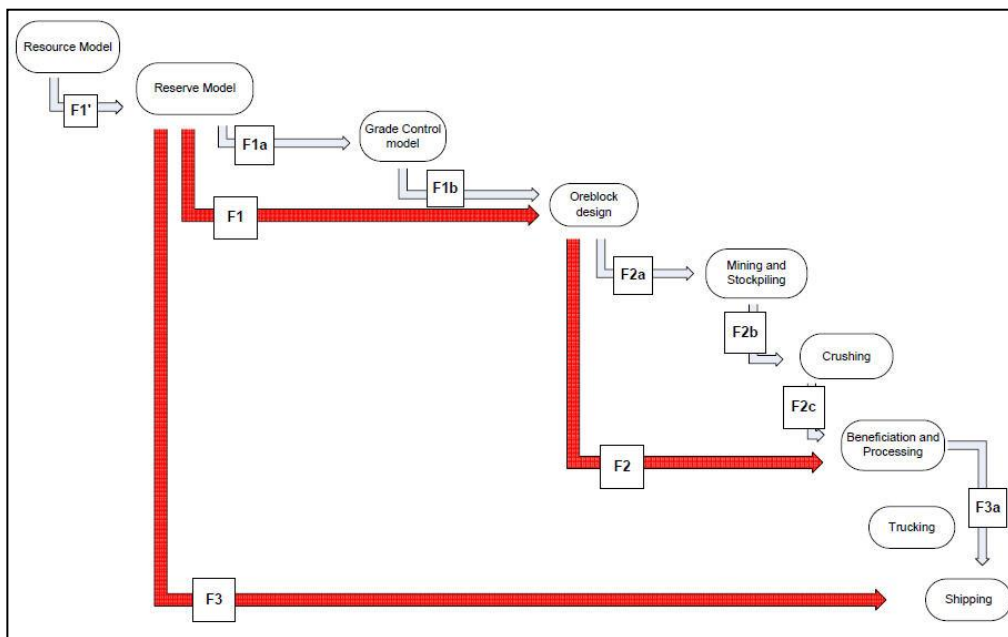 Resource Model
F1'
Reserve Model
F1a
Grade Control
model
F1b
F1
Oreblock
design
F2a
Mining and
Stockpiling
F2b
Crushing
F2c
Beneficiation and
Processing
F2
F3a
Trucking
F3
Shipping